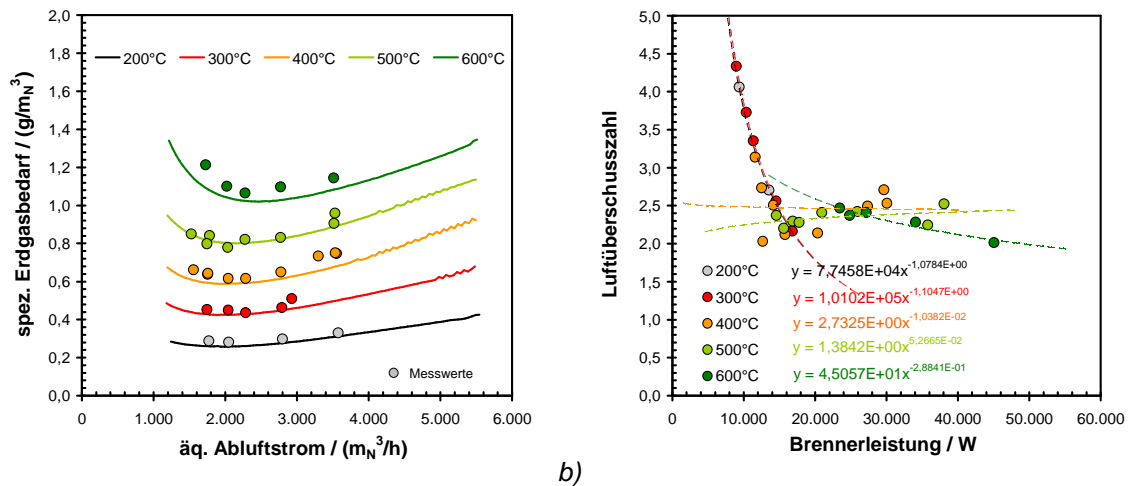 2,0
1,8
1,6
1,4
1,2
1,0
0,8
0,6
0,4
0,2
0,0
spez. Erdgasbedarf / (g/m_N^3)
200°C 300°C 400°C 500°C 600°C
Messwerte
0 1.000 2.000 3.000 4.000 5.000 6.000
äq. Abluftstrom / (m_N^3/h)
b)
5,0
4,5
4,0
3,5
3,0
2,5
2,0
1,5
1,0
0,5
0,0
Luftüberschusszahl
200°C y = 7,7458E+04x^-1,0784E+00
300°C y = 1,0102E+05x^-1,1047E+00
400°C y = 2,7325E+00x^-1,0382E-02
500°C y = 1,3842E+00x^5,2665E-02
600°C y = 4,5057E+01x^-2,8841E-01
0 10.000 20.000 30.000 40.000 50.000 60.000
Brennerleistung / W